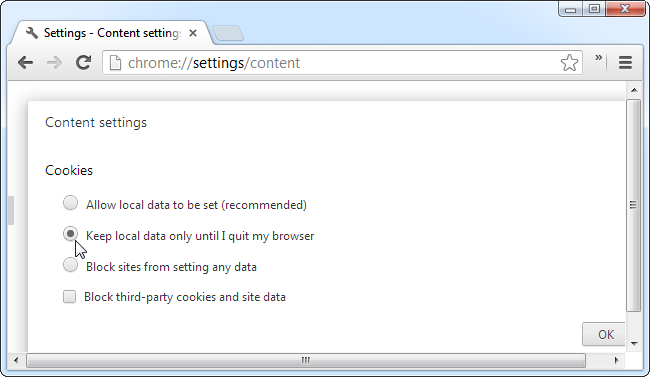 Settings - Content settings
chrome://settings/content
»
Content settings
Cookies
Allow local data to be set (recommended)
Keep local data only until I quit my browser
Block sites from setting any data
Block third-party cookies and site data
OK